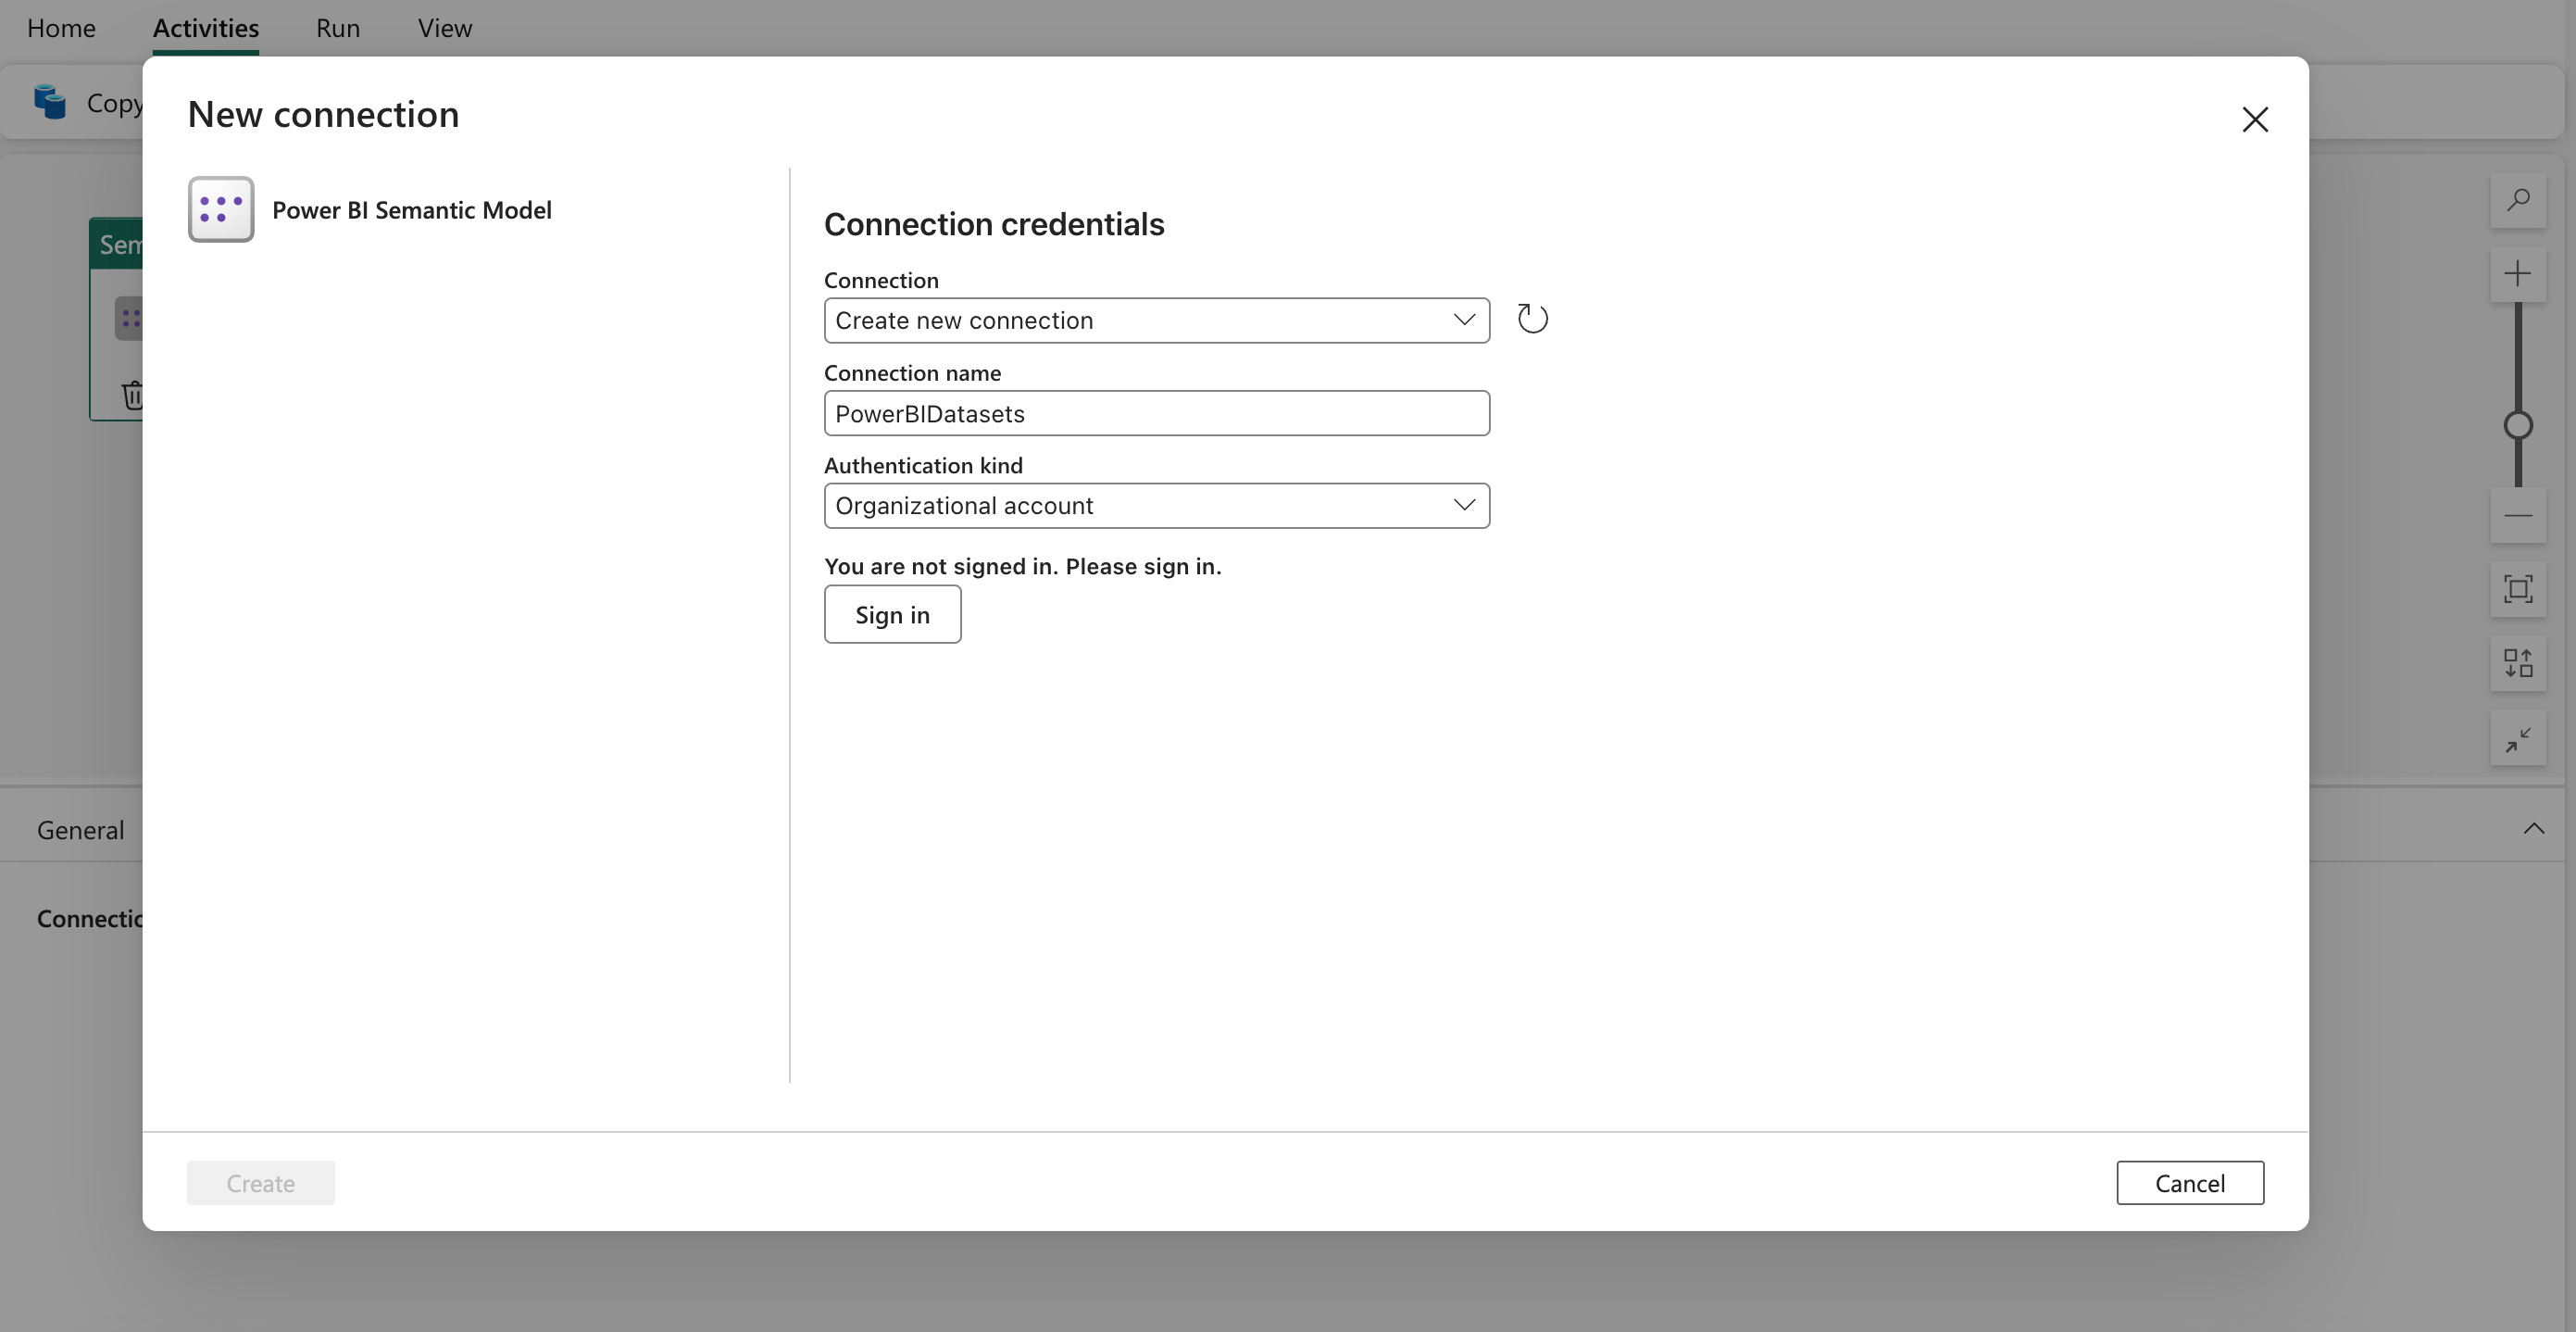 Home Activities Run View
Copy
New connection
Power BI Semantic Model
Connection credentials
Connection
Create new connection
Connection name
PowerBIDatasets
Authentication kind
Organizational account
You are not signed in. Please sign in.
Sign in
Sem
General
Connectio
Create
Cancel